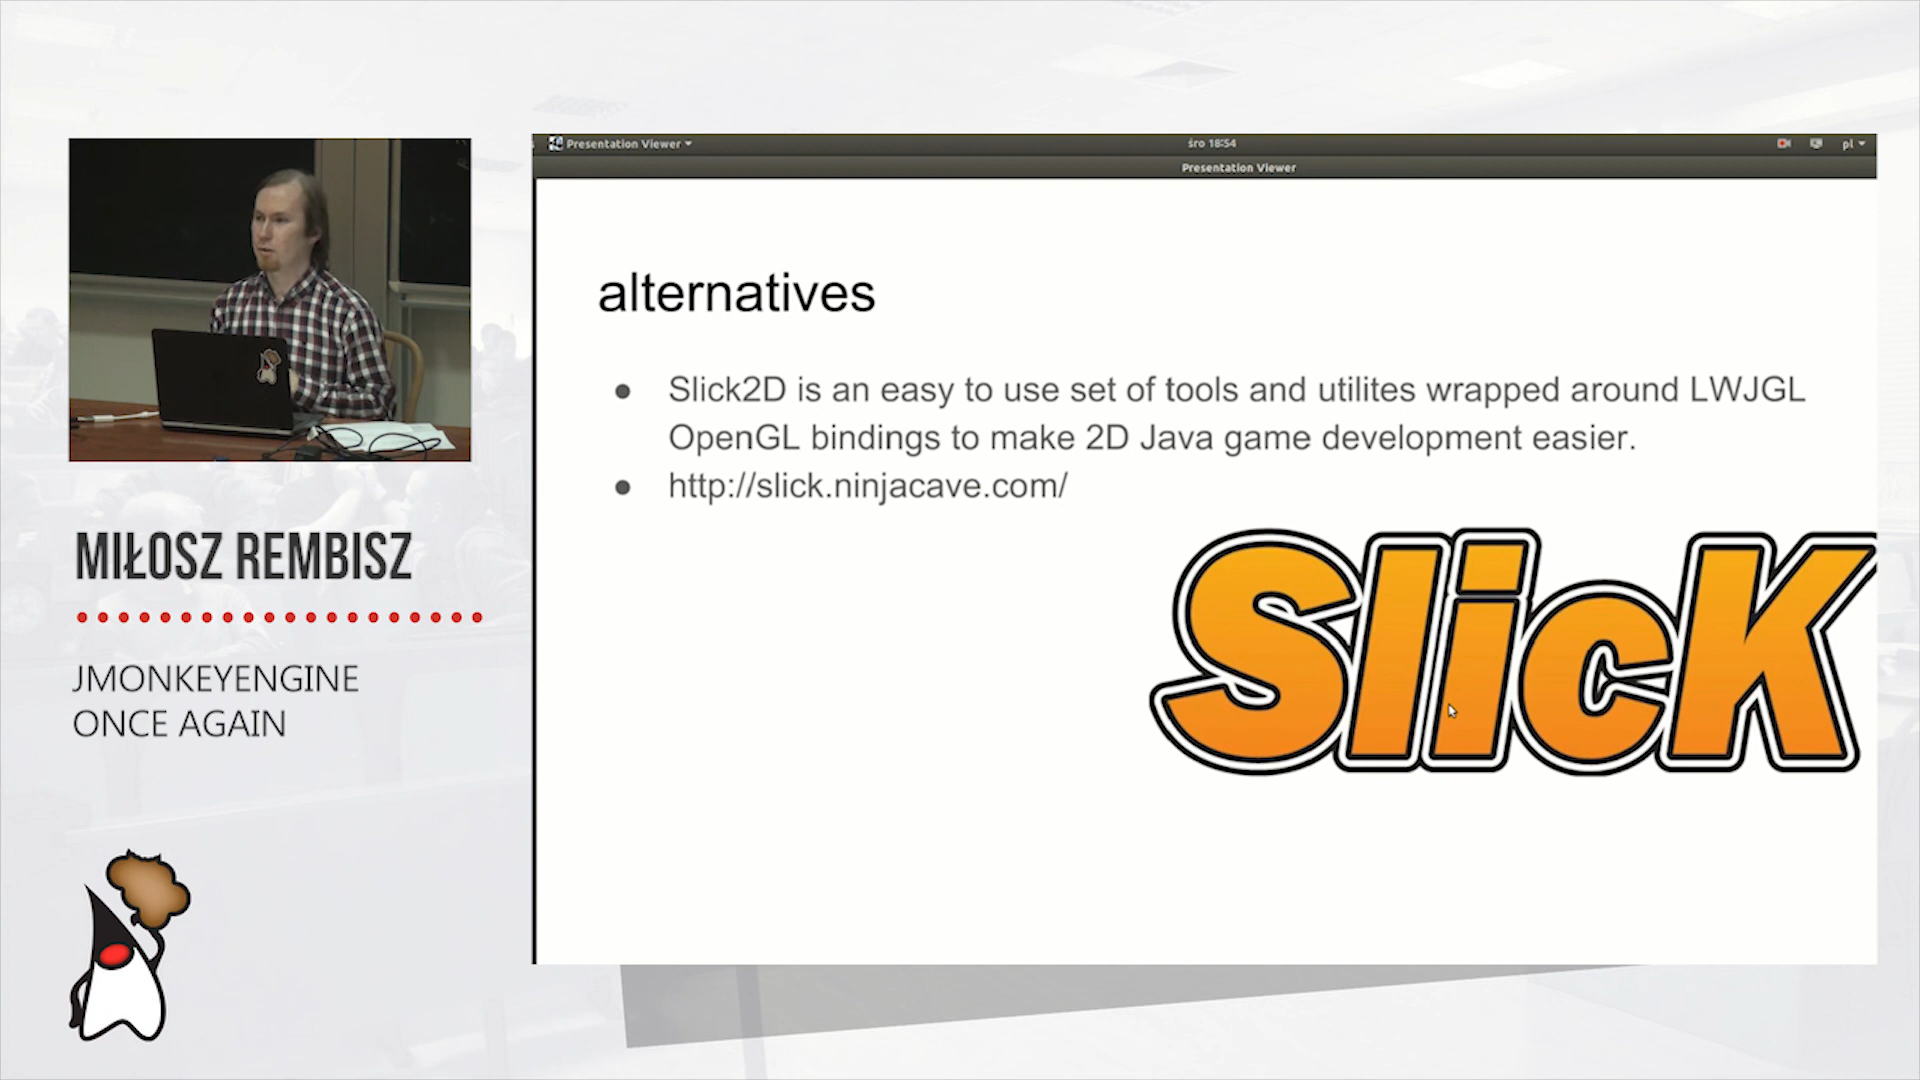 Presentation Viewer
śro 18:54
pl
Presentation Viewer
alternatives
Slick2D is an easy to use set of tools and utilites wrapped around LWJGL
OpenGL bindings to make 2D Java game development easier.
http://slick.ninjacave.com/
SlicK
MIŁOSZ REMBISZ
JMONKEYENGINE
ONCE AGAIN